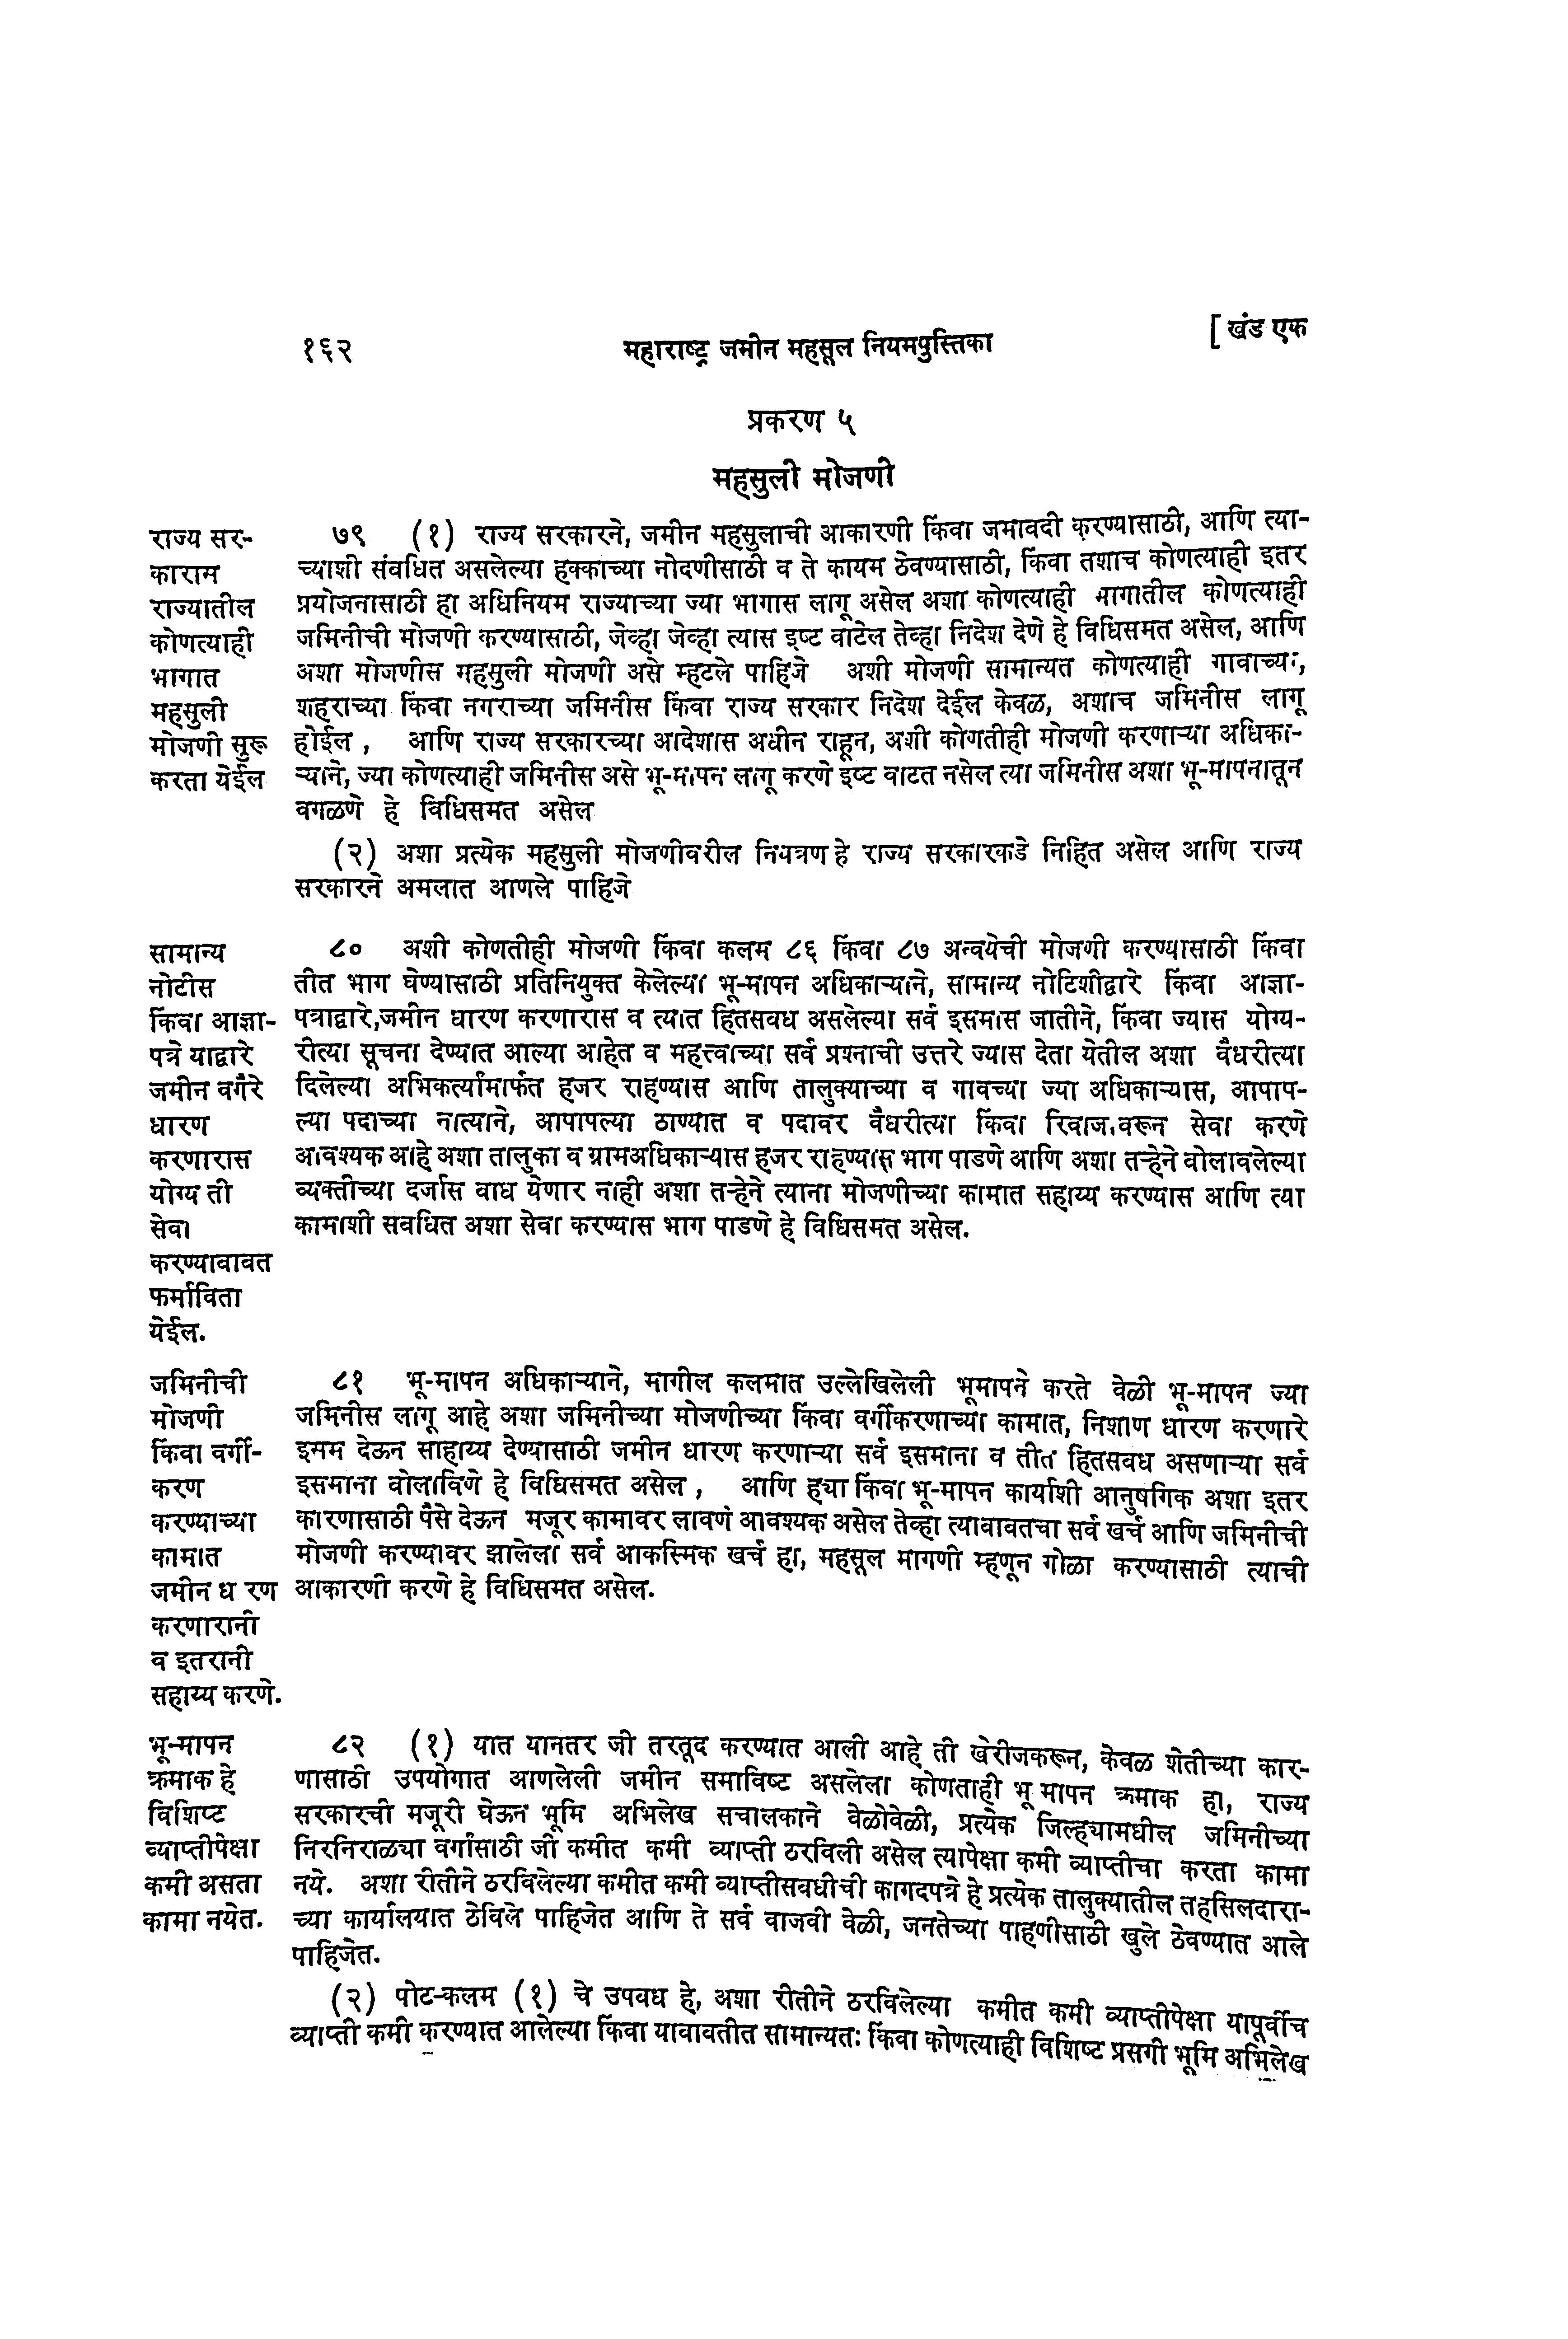 १६२ महाराष्ट्र जमीन महसूल नियमपुस्तिका [ खंड एक
प्रकरण ५
महसुली मोजणी
राज्य सर-
काराम
राज्यातील
कोणत्याही
भागात
महसुली
मोजणी सुरू
करता येईल
७९ (१) राज्य सरकारने, जमीन महसुलाची आकारणी किंवा जमावदी करण्यासाठी, आणि त्या-
च्याशी संवधित असलेल्या हक्काच्या नोदणीसाठी व ते कायम ठेवण्यासाठी, किंवा तशाच कोणत्याही इतर
प्रयोजनासाठी हा अधिनियम राज्याच्या ज्या भागास लागू असेल अशा कोणत्याही भागातील कोणत्याही
जमिनीची मोजणी करण्यासाठी, जेव्हा जेव्हा त्यास इष्ट वाटेल तेव्हा निदेश देणे हे विधिसमत असेल, आणि
अशा मोजणीस महसुली मोजणी असे म्हटले पाहिजे अशी मोजणी सामान्यत कोणत्याही गावाच्या,
शहराच्या किंवा नगराच्या जमिनीस किंवा राज्य सरकार निदेश देईल केवळ, अशाच जमिनीस लागू
होईल , आणि राज्य सरकारच्या आदेशास अधीन राहून, अशी कोणतीही मोजणी करणाऱ्या अधिका-
ऱ्याने, ज्या कोणत्याही जमिनीस असे भू-मापन लागू करणे इष्ट वाटत नसेल त्या जमिनीस अशा भू-मापनातून
वगळणे हे विधिसमत असेल
(२) अशा प्रत्येक महसुली मोजणीवरील नियत्रण हे राज्य सरकारकडे निहित असेल आणि राज्य
सरकारने अमलात आणले पाहिजे
सामान्य
नोटीस
किंवा आज्ञा-
पत्रे याद्वारे
जमीन वगैरे
धारण
करणारास
योग्य ती
सेवा
करण्यावावत
फर्माविता
येईल.
८० अशी कोणतीही मोजणी किंवा कलम ८६ किंवा ८७ अन्वयेची मोजणी करण्यासाठी किंवा
तीत भाग घेण्यासाठी प्रतिनियुक्त केलेल्या भू-मापन अधिकाऱ्याने, सामान्य नोटिशीद्वारे किंवा आज्ञा-
पत्राद्वारे,जमीन धारण करणारास व त्यात हितसवध असलेल्या सर्व इसमास जातीने, किंवा ज्यास योग्य-
रीत्या सूचना देण्यात आल्या आहेत व महत्त्वाच्या सर्व प्रश्नाची उत्तरे ज्यास देता येतील अशा वैधरीत्या
दिलेल्या अभिकर्त्यामार्फत हजर राहण्यास आणि तालुक्याच्या व गावच्या ज्या अधिकाऱ्यास, आपाप-
ल्या पदाच्या नात्याने, आपापल्या ठाण्यात व पदावर वैधरीत्या किंवा रिवाजावरून सेवा करणे
आवश्यक आहे अशा तालुका व ग्रामअधिकाऱ्यास हजर राहण्यास भाग पाडणे आणि अशा तऱ्हेने वोलावलेल्या
व्यक्तीच्या दर्जास वाध येणार नाही अशा तऱ्हेने त्याना मोजणीच्या कामात सहाय्य करण्यास आणि त्या
कामाशी सवधित अशा सेवा करण्यास भाग पाडणे हे विधिसमत असेल.
जमिनीची
मोजणी
किंवा वर्गी-
करण
करण्याच्या
कामात
जमीन ध रण
करणारानी
व इतरानी
सहाय्य करणे.
८१ भू-मापन अधिकाऱ्याने, मागील कलमात उल्लेखिलेली भूमापने करते वेळी भू-मापन ज्या
जमिनीस लागू आहे अशा जमिनीच्या मोजणीच्या किंवा वर्गीकरणाच्या कामात, निशाण धारण करणारे
इमम देऊन साहाय्य देण्यासाठी जमीन धारण करणाऱ्या सर्व इसमाना व तीत हितसवध असणाऱ्या सर्व
इसमाना वोलाविणे हे विधिसमत असेल , आणि ह्या किंवा भू-मापन कार्याशी आनुषगिक अशा इतर
कारणासाठी पैसे देऊन मजूर कामावर लावणे आवश्यक असेल तेव्हा त्यावावतचा सर्व खर्च आणि जमिनीची
मोजणी करण्यावर झालेला सर्व आकस्मिक खर्च हा, महसूल मागणी म्हणून गोळा करण्यासाठी त्याची
आकारणी करणे हे विधिसमत असेल.
भू-मापन
क्रमाक हे
विशिष्ट
व्याप्तीपेक्षा
कमी असता
कामा नयेत.
८२ (१) यात यानतर जी तरतूद करण्यात आली आहे ती खेरीजकरून, केवळ शेतीच्या कार-
णासाठी उपयोगात आणलेली जमीन समाविष्ट असलेला कोणताही भू मापन क्रमाक हा, राज्य
सरकारची मजूरी घेऊन भूमि अभिलेख सचालकाने वेळोवेळी, प्रत्येक जिल्ह्यामधील जमिनीच्या
निरनिराळ्या वर्गासाठी जी कमीत कमी व्याप्ती ठरविली असेल त्यापेक्षा कमी व्याप्तीचा करता कामा
नये. अशा रीतीने ठरविलेल्या कमीत कमी व्याप्तीसवधीची कागदपत्रे हे प्रत्येक तालुक्यातील तहसिलदारा-
च्या कार्यालयात ठेविले पाहिजेत आणि ते सर्व वाजवी वेळी, जनतेच्या पाहणीसाठी खुले ठेवण्यात आले
पाहिजेत.
(२) पोट-कलम (१) चे उपवध हे, अशा रीतीने ठरविलेल्या कमीत कमी व्याप्तीपेक्षा यापूर्वीच
व्याप्ती कमी करण्यात आलेल्या किंवा यावावतीत सामान्यतः किंवा कोणत्याही विशिष्ट प्रसगी भूमि अभिलेख